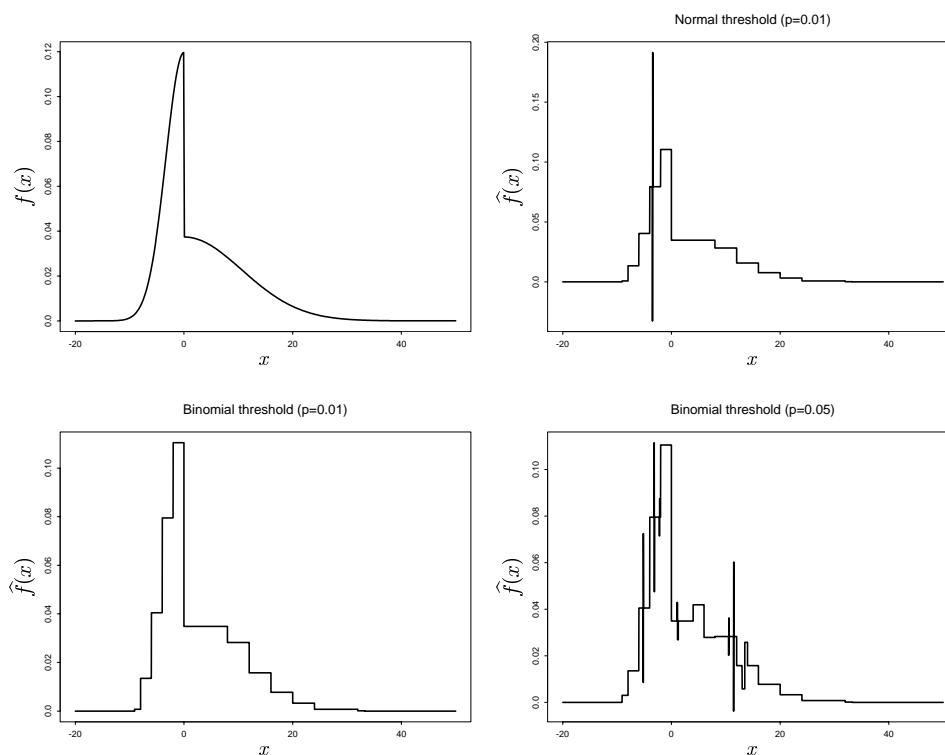 Normal threshold (p=0.01)
f(x)
0.0 0.02 0.04 0.06 0.08 0.10 0.12
-20 0 20 40
x
f̂(x)
0.0 0.05 0.10 0.15 0.20
-20 0 20 40
x
Binomial threshold (p=0.01)
Binomial threshold (p=0.05)
f̂(x)
0.0 0.02 0.04 0.06 0.08 0.10
-20 0 20 40
x
f̂(x)
0.0 0.02 0.04 0.06 0.08 0.10
-20 0 20 40
x